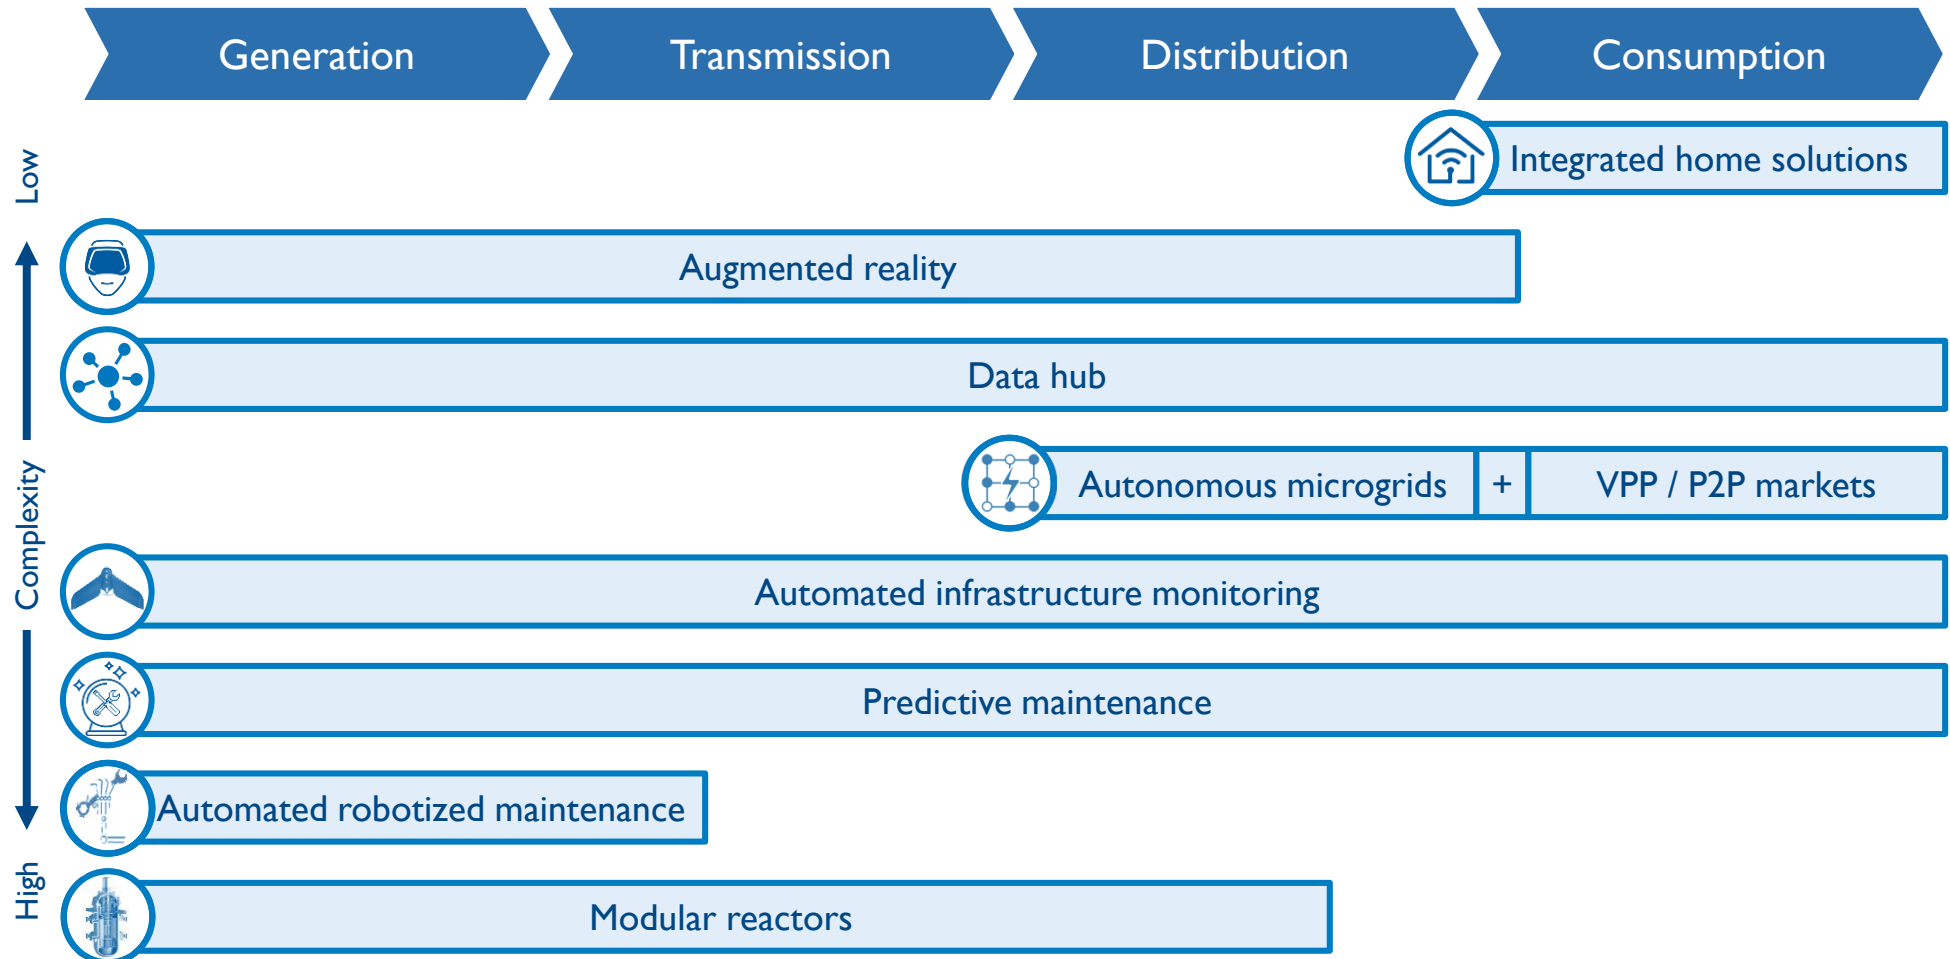 Generation
Transmission
Distribution
Consumption
Low
Complexity
High
Integrated home solutions
Augmented reality
Data hub
Autonomous microgrids + VPP / P2P markets
Automated infrastructure monitoring
Predictive maintenance
Automated robotized maintenance
Modular reactors